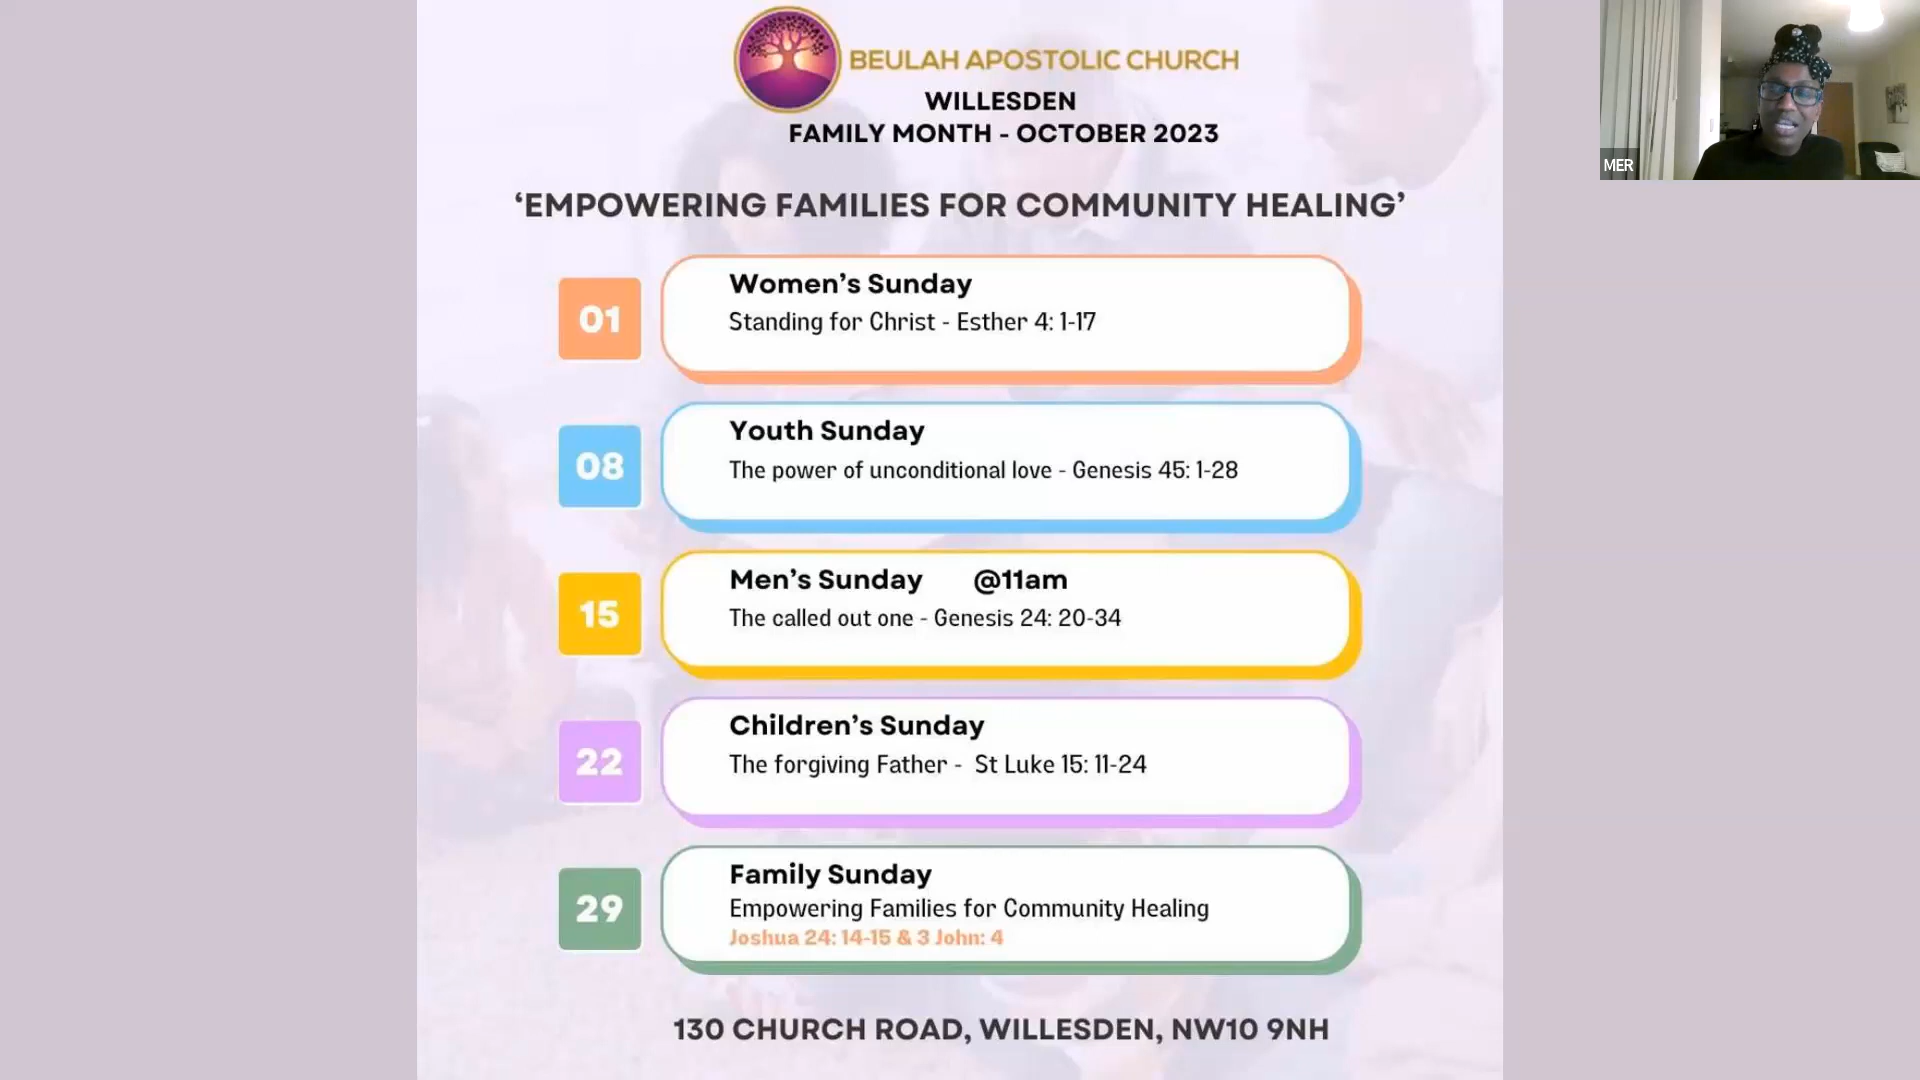 BEULAH APOSTOLIC CHURCH
WILLESDEN
FAMILY MONTH - OCTOBER 2023
‘EMPOWERING FAMILIES FOR COMMUNITY HEALING’
01
Women’s Sunday
Standing for Christ - Esther 4: 1-17
08
Youth Sunday
The power of unconditional love - Genesis 45: 1-28
15
Men’s Sunday @11am
The called out one - Genesis 24: 20-34
22
Children’s Sunday
The forgiving Father - St Luke 15: 11-24
29
Family Sunday
Empowering Families for Community Healing
Joshua 24: 14-15 & 3 John: 4
130 CHURCH ROAD, WILLESDEN, NW10 9NH
MER